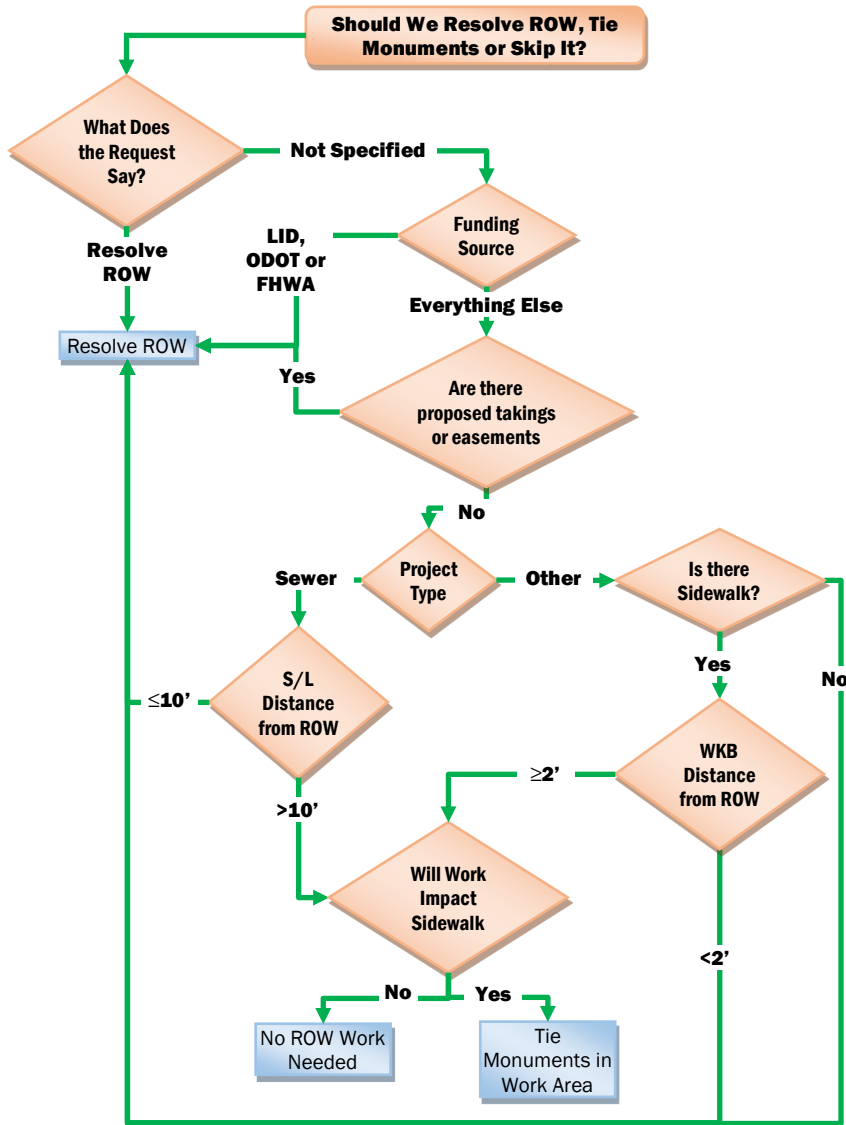 Should We Resolve ROW, Tie
Monuments or Skip It?
What Does
the Request
Say?
Not Specified
Funding
Source
LID,
ODOT or
FHWA
Resolve
ROW
Everything Else
Resolve ROW
Yes
Are there
proposed takings
or easements
No
Sewer
Project
Type
Other
Is there
Sidewalk?
Yes
No
S/L
Distance
from ROW
≤10’
WKB
Distance
from ROW
≥2’
>10’
Will Work
Impact
Sidewalk
<2’
No
Yes
No ROW Work
Needed
Tie
Monuments in
Work Area